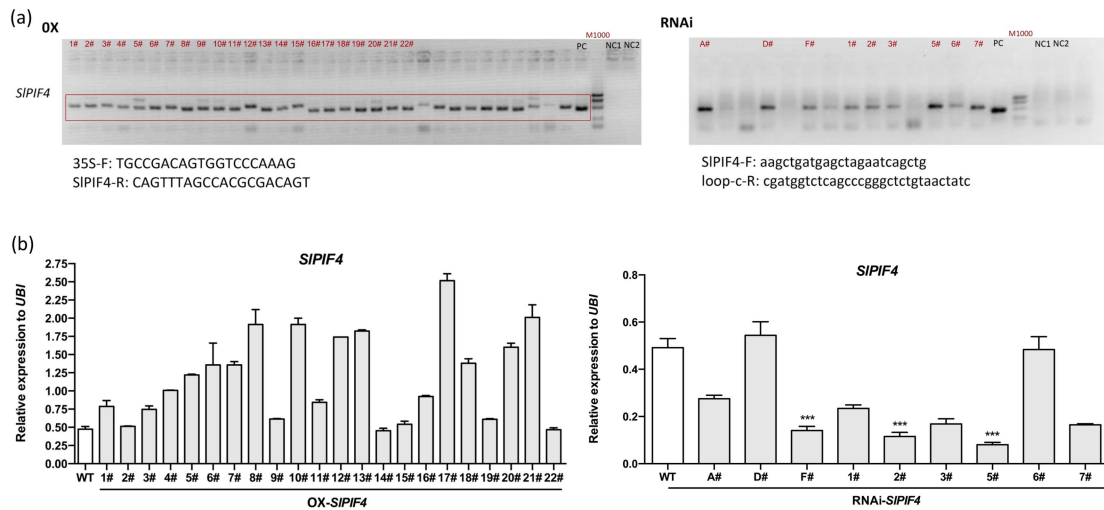 (a)
OX
1# 2# 3# 4# 5# 6# 7# 8# 9# 10# 11# 12# 13# 14# 15# 16# 17# 18# 19# 20# 21# 22# PC M1000 NC1 NC2
SlPIF4
35S-F: TGCCGACAGTGGTCCCAAAG
SlPIF4-R: CAGTTTAGCCACGCGACAGT
RNAi
A# D# F# 1# 2# 3# 5# 6# 7# PC M1000 NC1 NC2
SlPIF4-F: aagctgatgagctagaatcagctg
loop-c-R: cgatggtctcagcccgggctctgtaactatc
(b)
SlPIF4
Relative expression to UBI
2.75
2.50
2.25
2.00
1.75
1.50
1.25
1.00
0.75
0.50
0.25
0.00
WT 1# 2# 3# 4# 5# 6# 7# 8# 9# 10# 11# 12# 13# 14# 15# 16# 17# 18# 19# 20# 21# 22#
OX-SlPIF4
SlPIF4
Relative expression to UBI
0.8
0.6
0.4
0.2
0.0
*** *** ***
WT A# D# F# 1# 2# 3# 5# 6# 7#
RNAi-SlPIF4